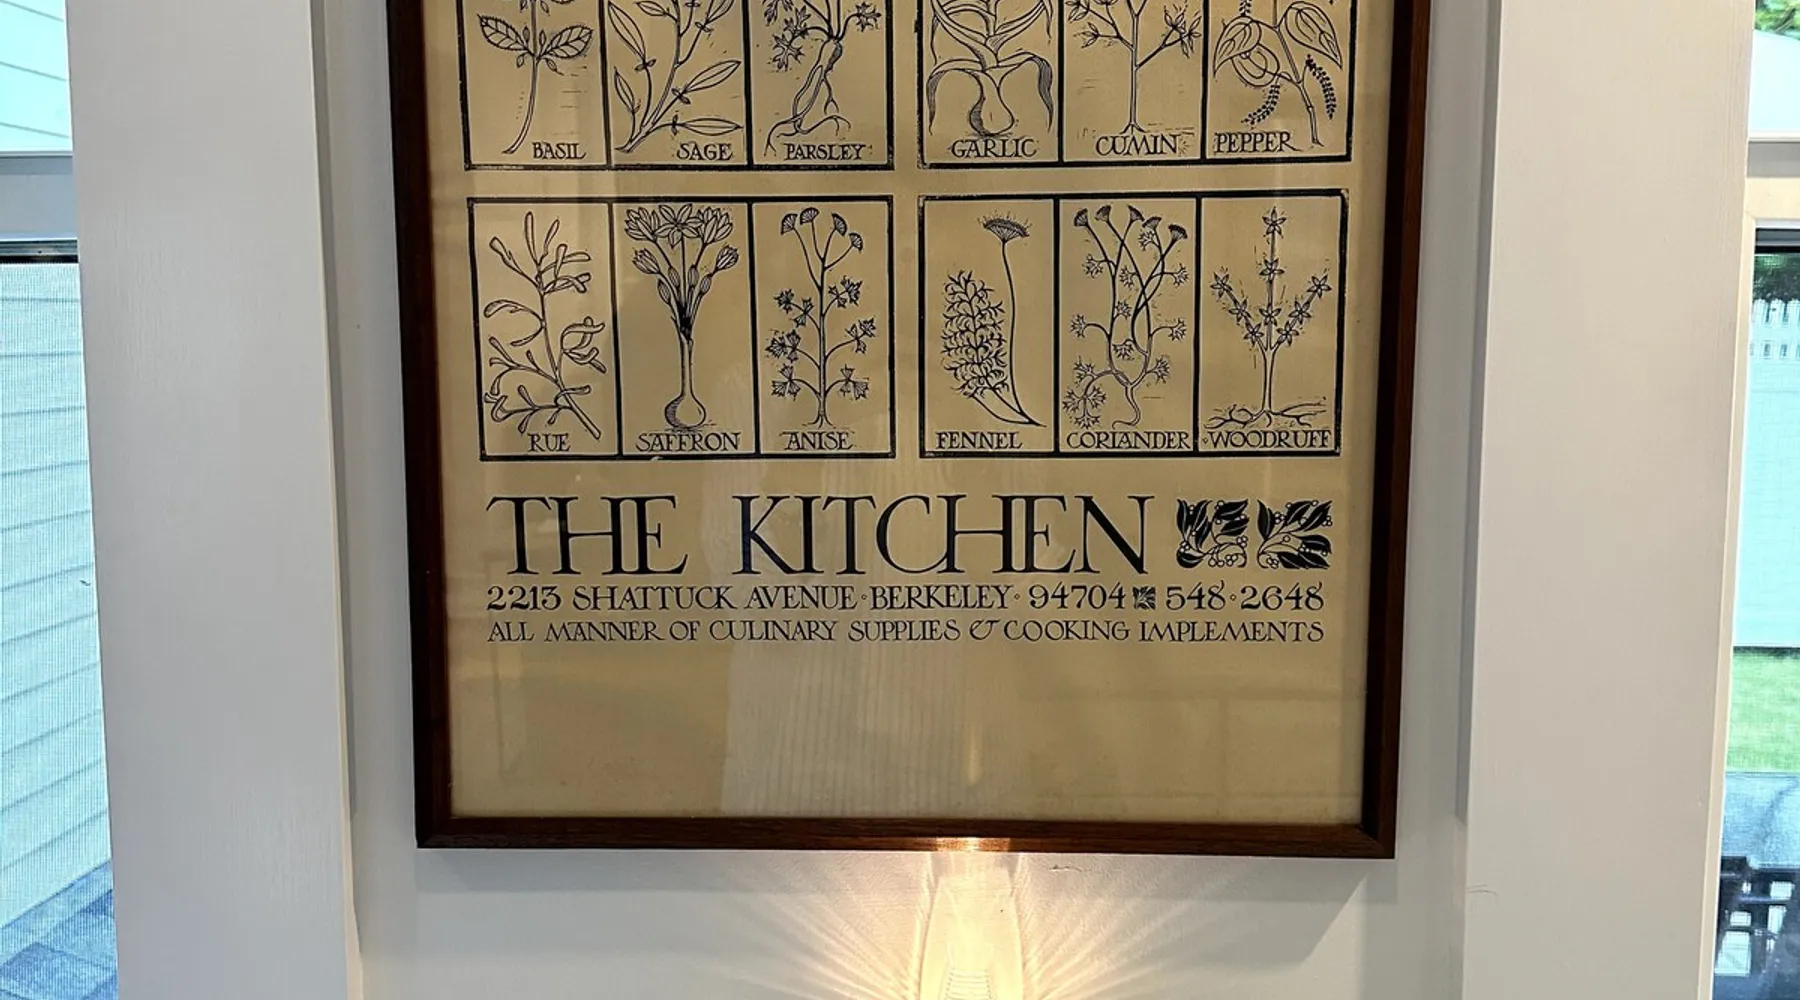 BASIL SAGE PARSLEY GARLIC CUMIN PEPPER
RUE SAFFRON ANISE FENNEL CORIANDER WOODRUFF
THE KITCHEN
2213 SHATTUCK AVENUE · BERKELEY · 94704 548 · 2648
ALL MANNER OF CULINARY SUPPLIES & COOKING IMPLEMENTS